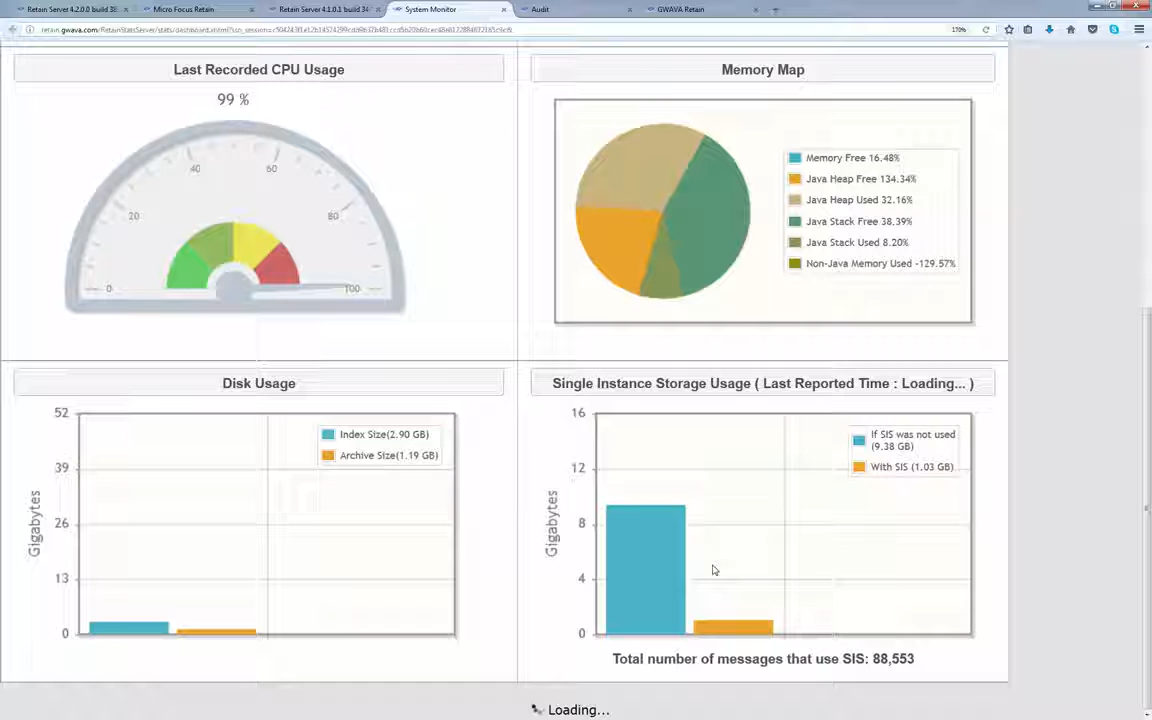 Retain Server 4.2.0.0 build 38
Micro Focus Retain
Retain Server 4.1.0.1 build 34
System Monitor
Audit
GWAVA Retain
170%
Last Recorded CPU Usage
Memory Map
99 %
0
20
40
60
80
100
Memory Free 16.48%
Java Heap Free 134.34%
Java Heap Used 32.16%
Java Stack Free 38.39%
Java Stack Used 8.20%
Non-Java Memory Used -129.57%
Disk Usage
Single Instance Storage Usage ( Last Reported Time : Loading... )
52
39
26
13
0
Gigabytes
Index Size(2.90 GB)
Archive Size(1.19 GB)
16
12
8
4
0
Gigabytes
If SIS was not used
(9.38 GB)
With SIS (1.03 GB)
Total number of messages that use SIS: 88,553
Loading...